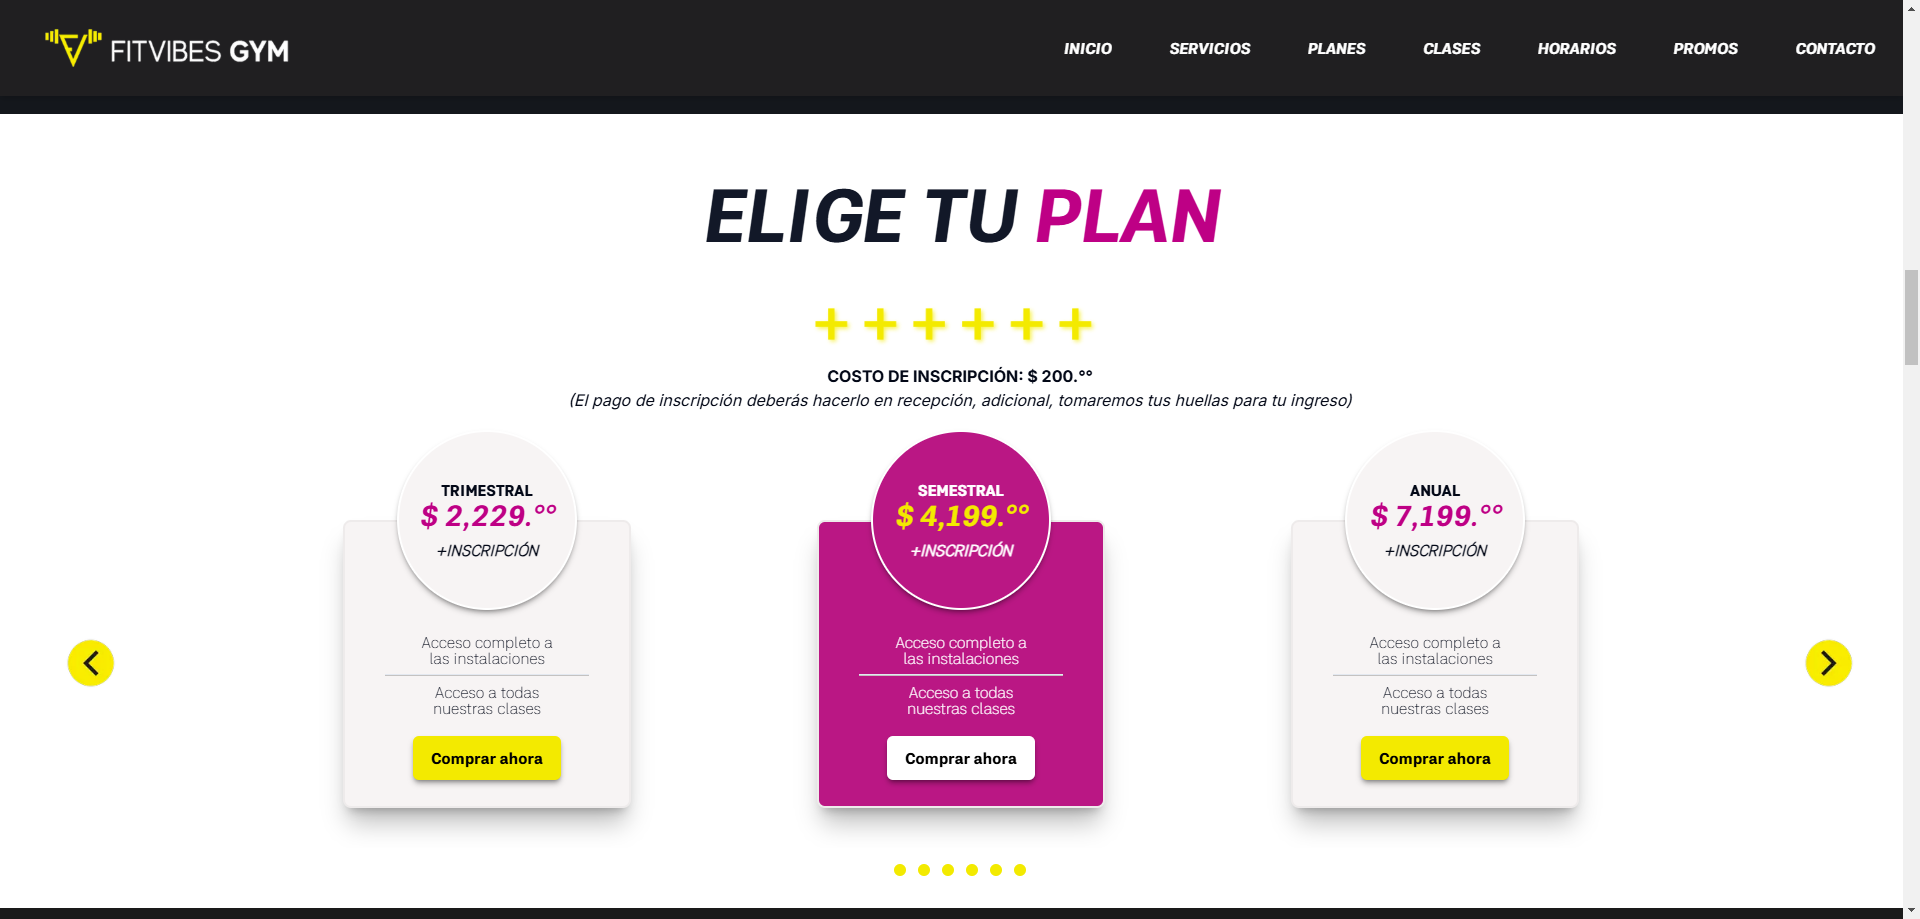 FITVIBES GYM
INICIO
SERVICIOS
PLANES
CLASES
HORARIOS
PROMOS
CONTACTO
ELIGE TU PLAN
+ + + + + +
COSTO DE INSCRIPCIÓN: $ 200.°°
(El pago de inscripción deberás hacerlo en recepción, adicional, tomaremos tus huellas para tu ingreso)
TRIMESTRAL
$ 2,229.°°
+INSCRIPCIÓN
Acceso completo a
las instalaciones
Acceso a todas
nuestras clases
Comprar ahora
SEMESTRAL
$ 4,199.°°
+INSCRIPCIÓN
Acceso completo a
las instalaciones
Acceso a todas
nuestras clases
Comprar ahora
ANUAL
$ 7,199.°°
+INSCRIPCIÓN
Acceso completo a
las instalaciones
Acceso a todas
nuestras clases
Comprar ahora